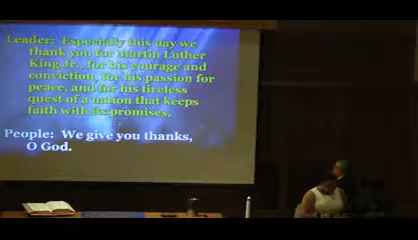 Leader: Especially this day we
thank you for Martin Luther
King Jr., for his courage and
conviction, for his passion for
peace, and for his tireless
quest of a nation that keeps
faith with its promises.
People: We give you thanks,
O God.